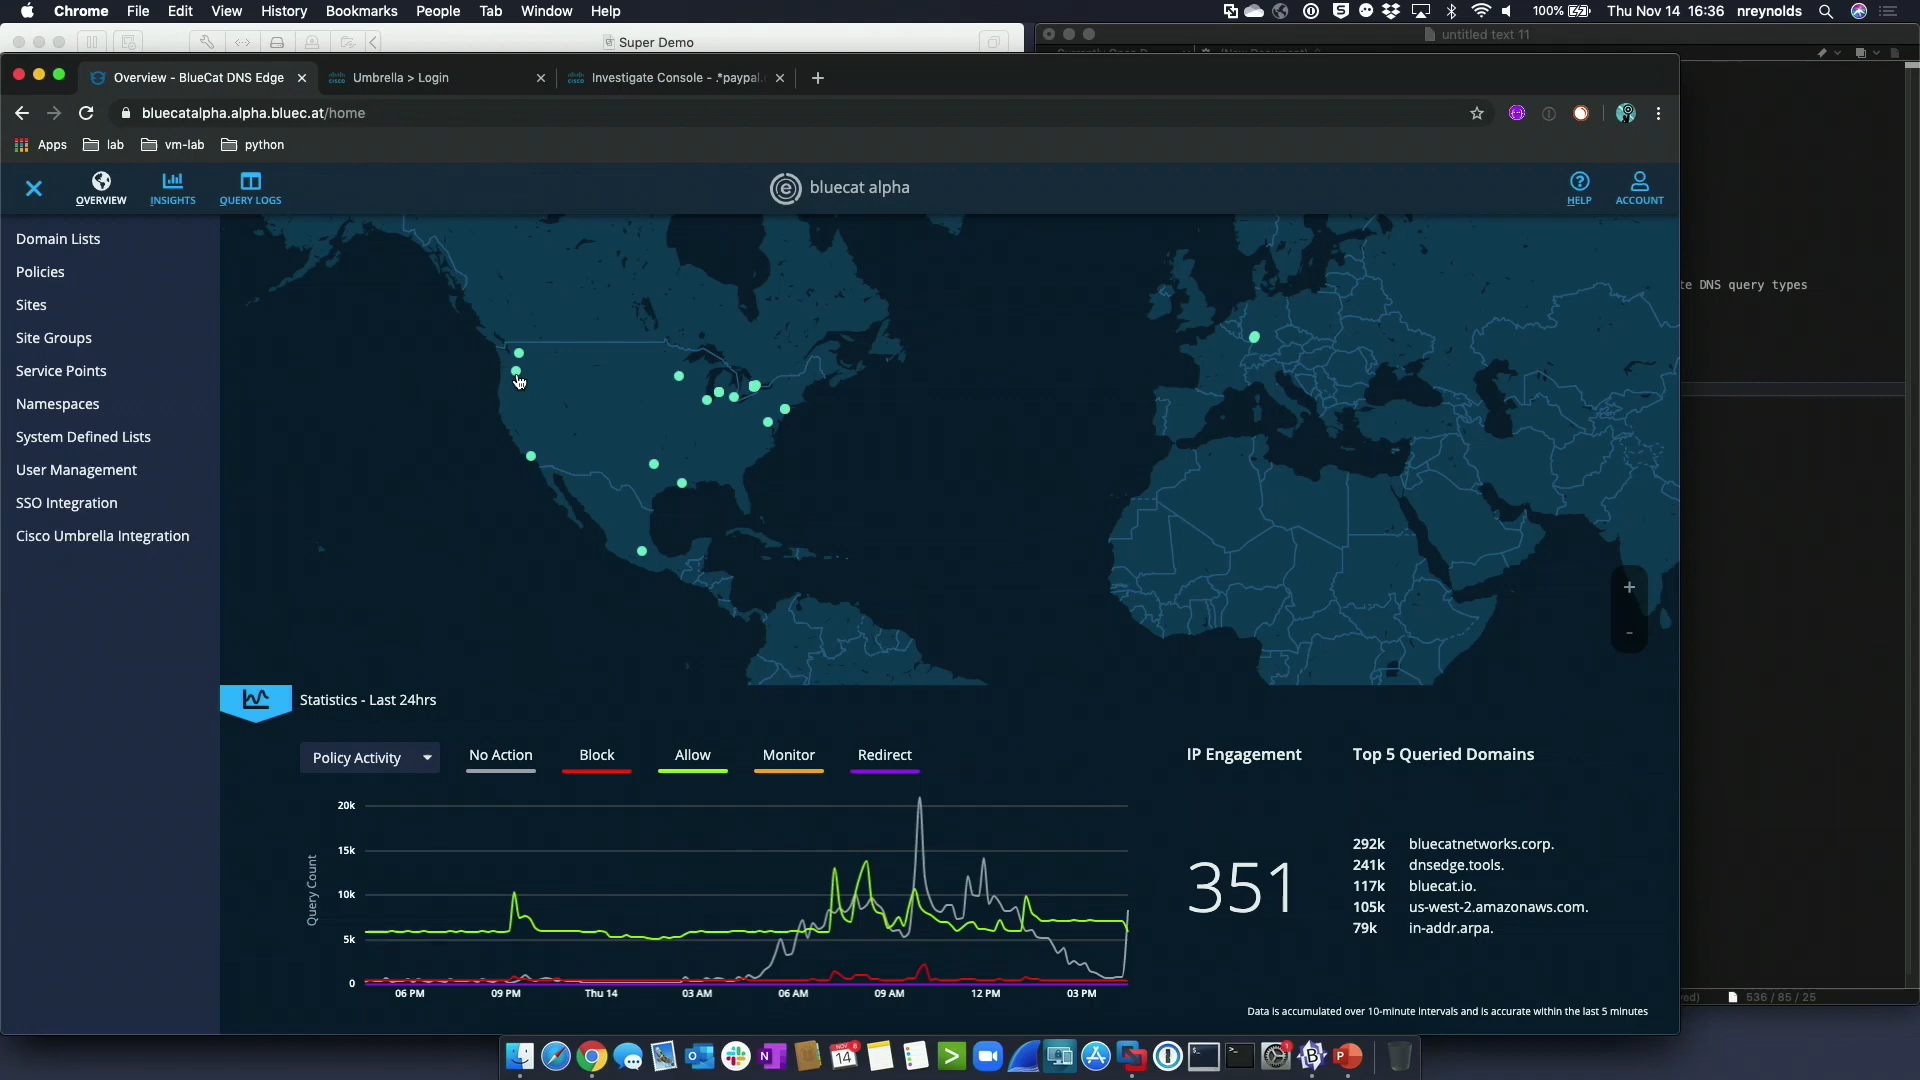 Chrome File Edit View History Bookmarks People Tab Window Help
100% Thu Nov 14 16:36 nreynolds
Super Demo
untitled text 11
Overview - BlueCat DNS Edge
Umbrella > Login
Investigate Console - .*paypal.
bluecatalpha.alpha.bluec.at/home
Apps lab vm-lab python
OVERVIEW INSIGHTS QUERY LOGS
bluecat alpha
HELP ACCOUNT
Domain Lists
Policies
Sites
Site Groups
Service Points
Namespaces
System Defined Lists
User Management
SSO Integration
Cisco Umbrella Integration
te DNS query types
+
-
Statistics - Last 24hrs
Policy Activity
No Action Block Allow Monitor Redirect
IP Engagement
Top 5 Queried Domains
Query Count
20k
15k
10k
5k
0
06 PM 09 PM Thu 14 03 AM 06 AM 09 AM 12 PM 03 PM
351
292k bluecatnetworks.corp.
241k dnsedge.tools.
117k bluecat.io.
105k us-west-2.amazonaws.com.
79k in-addr.arpa.
Data is accumulated over 10-minute intervals and is accurate within the last 5 minutes
536 / 85 / 25
NOV
14